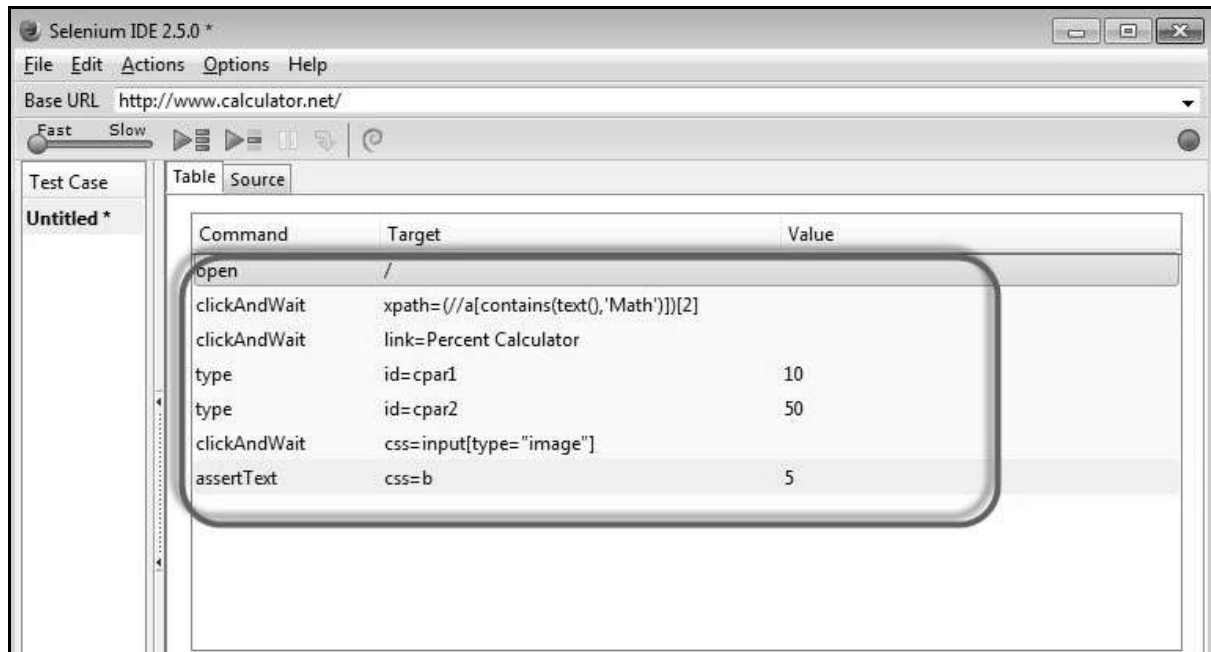 Selenium IDE 2.5.0 *
File Edit Actions Options Help
Base URL http://www.calculator.net/
Fast Slow
Test Case Table Source
Untitled *
Command Target Value
open /
clickAndWait xpath=(//a[contains(text(),'Math')])[2]
clickAndWait link=Percent Calculator
type id=cpar1 10
type id=cpar2 50
clickAndWait css=input[type="image"]
assertText css=b 5